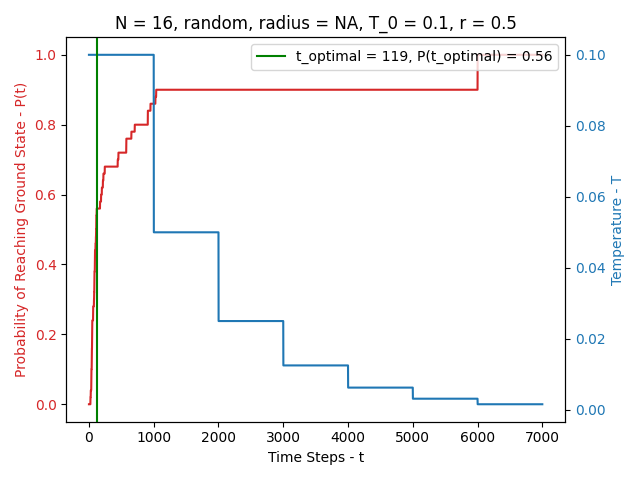 N = 16, random, radius = NA, T_0 = 0.1, r = 0.5
t_optimal = 119, P(t_optimal) = 0.56
Probability of Reaching Ground State - P(t)
1.0
0.8
0.6
0.4
0.2
0.0
0.10
0.08
0.06
0.04
0.02
0.00
Temperature - T
0 1000 2000 3000 4000 5000 6000 7000
Time Steps - t